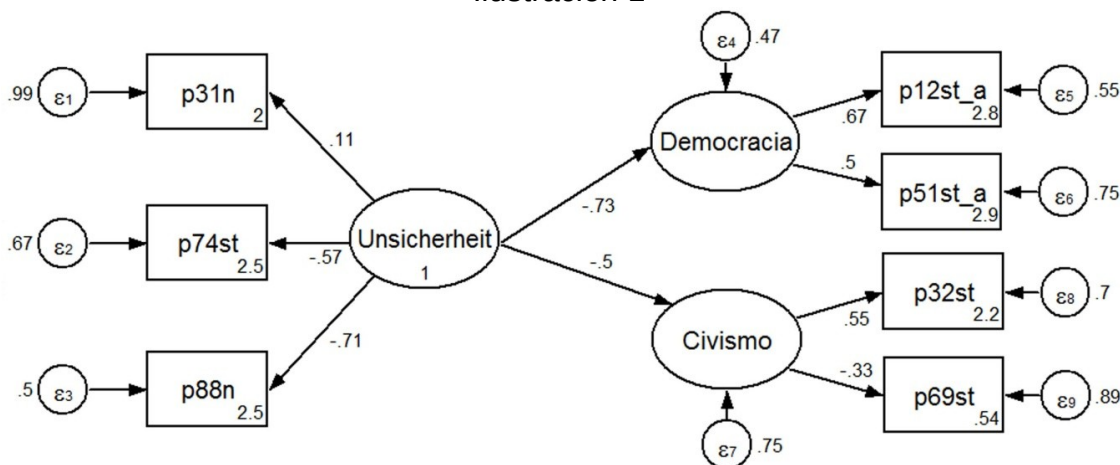 .99
ε1
p31n
2
.11
.67
ε2
p74st
2.5
-.57
.5
ε3
p88n
2.5
-.71
Unsicherheit
1
-.73
-.5
ε4
.47
Democracia
.67
.5
p12st_a
2.8
ε5
.55
p51st_a
2.9
ε6
.75
Civismo
.55
-.33
ε7
.75
p32st
2.2
ε8
.7
p69st
.54
ε9
.89